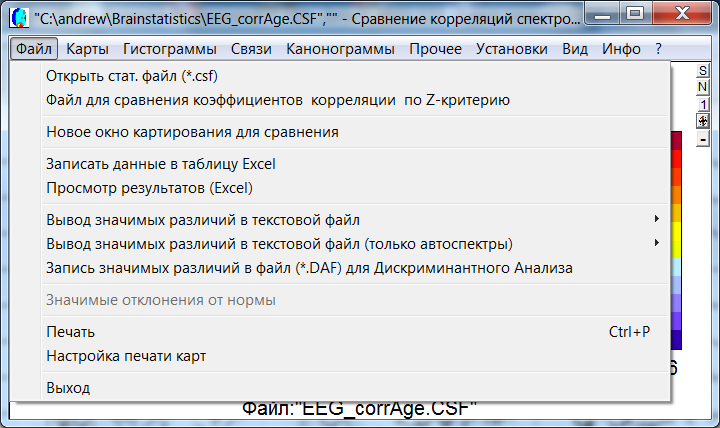 "C:\andrew\Brainstatistics\EEG_corrAge.CSF","" - Сравнение корреляций спектро...
Файл Карты Гистограммы Связи Канонограммы Прочее Установки Вид Инфо ?
Открыть стат. файл (*.csf)
Файл для сравнения коэффициентов корреляции по Z-критерию
Новое окно картирования для сравнения
Записать данные в таблицу Excel
Просмотр результатов (Excel)
Вывод значимых различий в текстовой файл
Вывод значимых различий в текстовой файл (только автоспектры)
Запись значимых различий в файл (*.DAF) для Дискриминантного Анализа
Значимые отклонения от нормы
Печать Ctrl+P
Настройка печати карт
Выход
S
N
1
-
6
Файл:"EEG_corrAge.CSF"